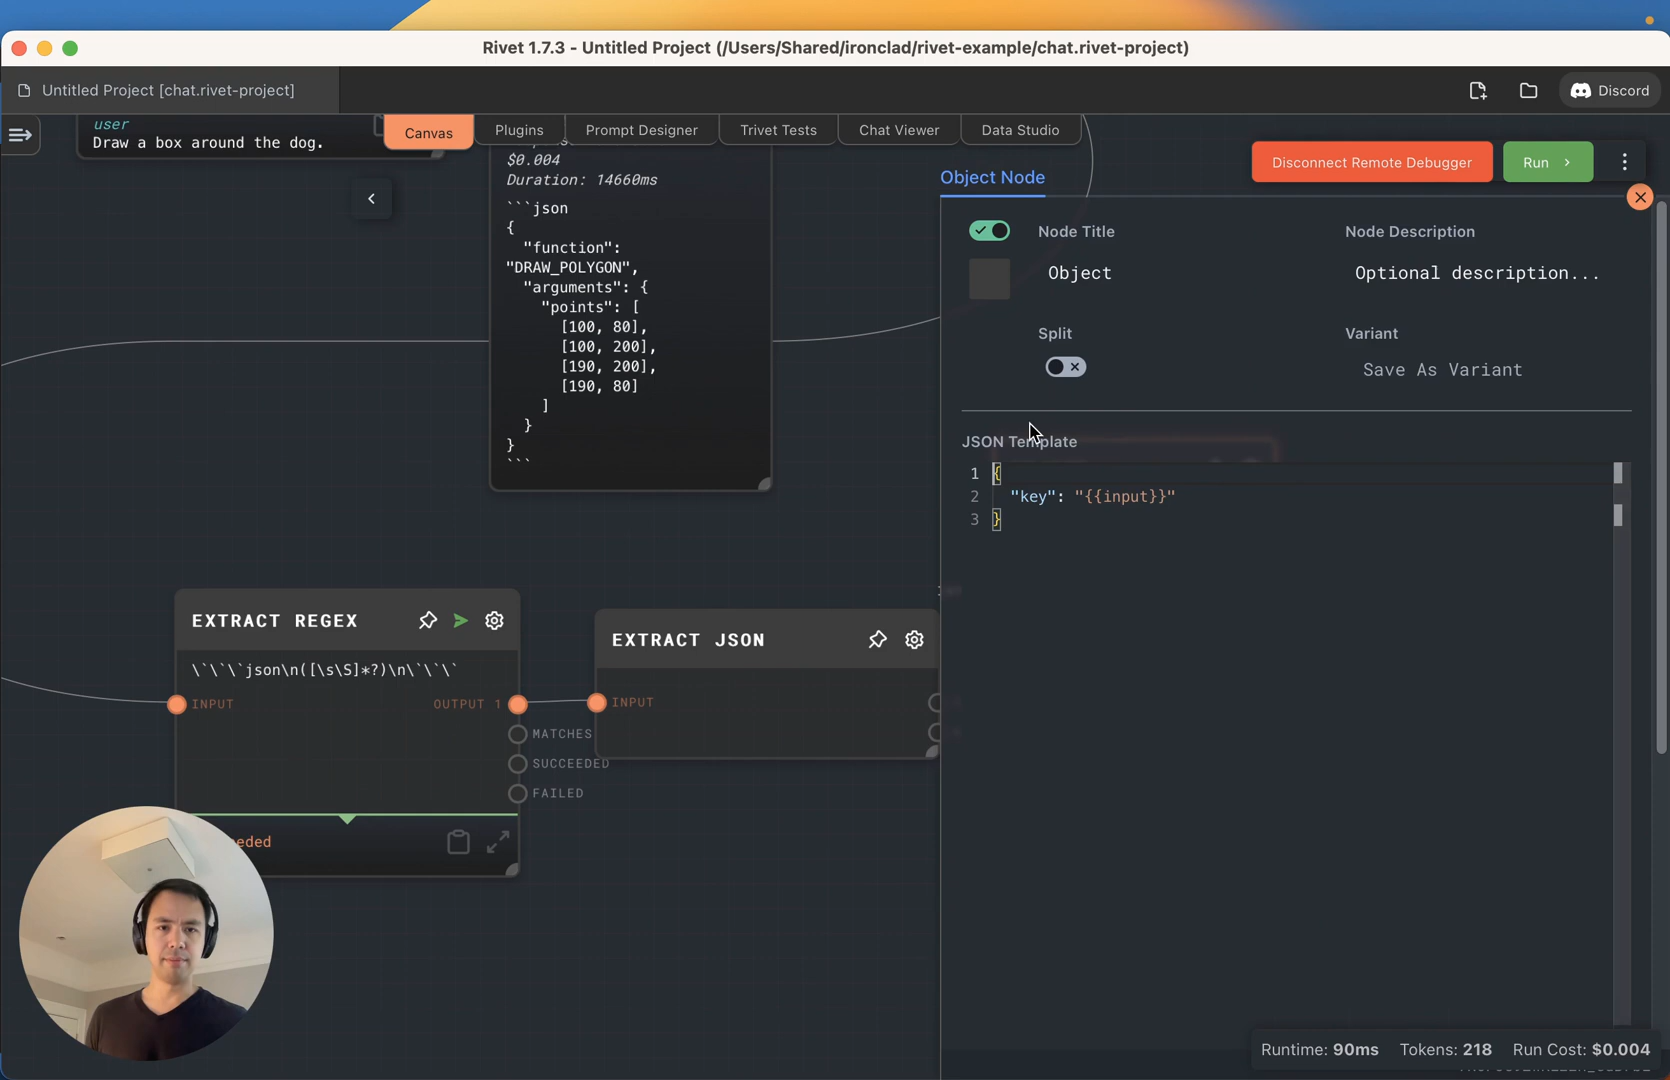 Rivet 1.7.3 - Untitled Project (/Users/Shared/ironclad/rivet-example/chat.rivet-project)
Untitled Project [chat.rivet-project]
Discord
user
Draw a box around the dog.
Canvas
Plugins
Prompt Designer
Trivet Tests
Chat Viewer
Data Studio
Disconnect Remote Debugger
Run
$0.004
Duration: 14660ms
```json
{
"function":
"DRAW_POLYGON",
"arguments": {
"points": [
[100, 80],
[100, 200],
[190, 200],
[190, 80]
]
}
}
```
Object Node
Node Title
Node Description
Object
Optional description...
Split
Variant
Save As Variant
JSON Template
1 {
2 "key": "{{input}}"
3 }
EXTRACT REGEX
\`\`\`json\n([\s\S]*?)\n\`\`\`
INPUT
OUTPUT 1
MATCHES
SUCCEEDED
FAILED
eeded
EXTRACT JSON
INPUT
Runtime: 90ms Tokens: 218 Run Cost: $0.004